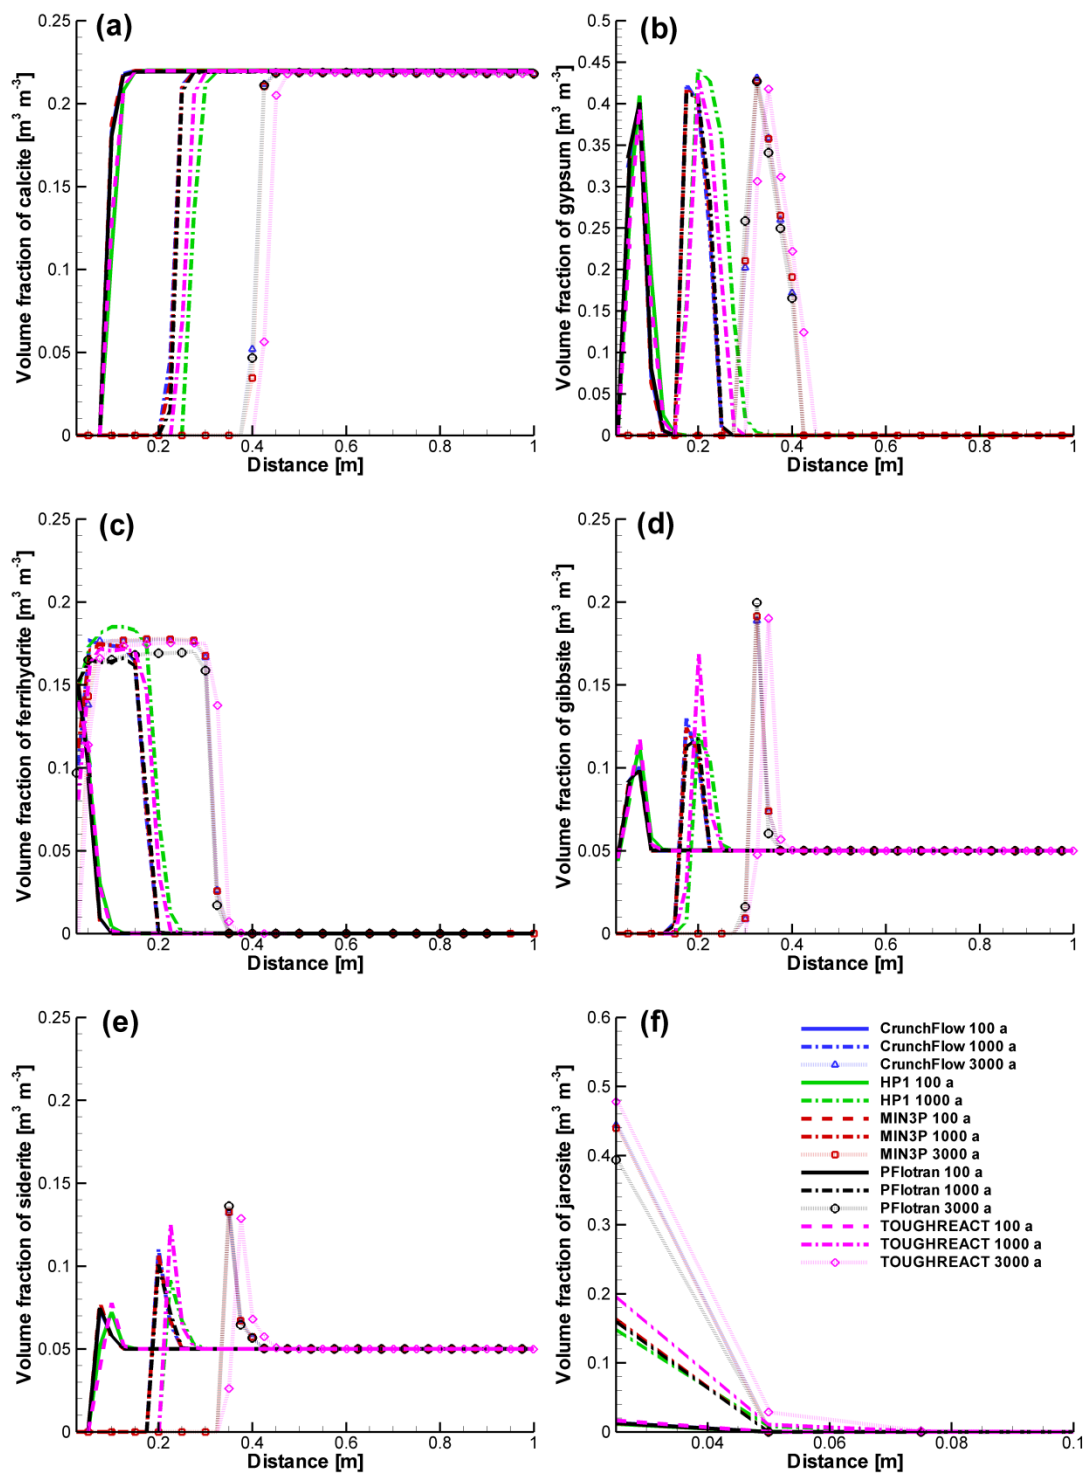 (a)
Volume fraction of calcite [m³ m⁻³]
0.25
0.2
0.15
0.1
0.05
0
0.2 0.4 0.6 0.8 1
Distance [m]
(b)
Volume fraction of gypsum [m³ m⁻³]
0.5
0.45
0.4
0.35
0.3
0.25
0.2
0.15
0.1
0.05
0
0.2 0.4 0.6 0.8 1
Distance [m]
(c)
Volume fraction of ferrihydrite [m³ m⁻³]
0.25
0.2
0.15
0.1
0.05
0
0.2 0.4 0.6 0.8 1
Distance [m]
(d)
Volume fraction of gibbsite [m³ m⁻³]
0.25
0.2
0.15
0.1
0.05
0
0.2 0.4 0.6 0.8 1
Distance [m]
(e)
Volume fraction of siderite [m³ m⁻³]
0.25
0.2
0.15
0.1
0.05
0
0.2 0.4 0.6 0.8 1
Distance [m]
(f)
Volume fraction of jarosite [m³ m⁻³]
0.6
0.5
0.4
0.3
0.2
0.1
0
0.04 0.06 0.08 0.1
Distance [m]
CrunchFlow 100 a
CrunchFlow 1000 a
CrunchFlow 3000 a
HP1 100 a
HP1 1000 a
MIN3P 100 a
MIN3P 1000 a
MIN3P 3000 a
PFlotran 100 a
PFlotran 1000 a
PFlotran 3000 a
TOUGHREACT 100 a
TOUGHREACT 1000 a
TOUGHREACT 3000 a